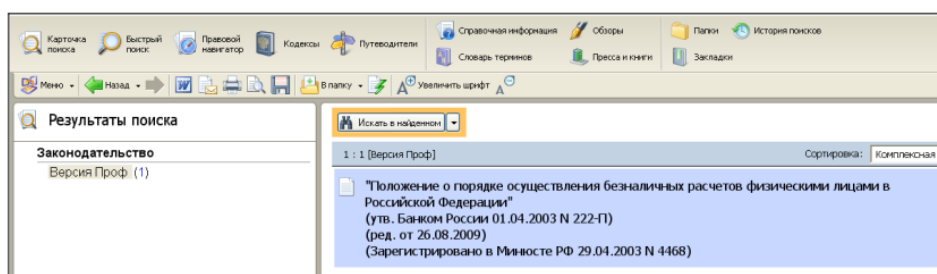 Карточка поиска
Быстрый поиск
Правовой навигатор
Кодексы
Путеводители
Справочная информация
Словарь терминов
Обзоры
Пресса и книги
Папки
Закладки
История поисков
Меню
Назад
В папку
Увеличить шрифт
Результаты поиска
Искать в найденном
Законодательство
Версия Проф (1)
1 : 1 [Версия Проф]
Сортировка: Комплексная
"Положение о порядке осуществления безналичных расчетов физическими лицами в
Российской Федерации"
(утв. Банком России 01.04.2003 N 222-П)
(ред. от 26.08.2009)
(Зарегистрировано в Минюсте РФ 29.04.2003 N 4468)